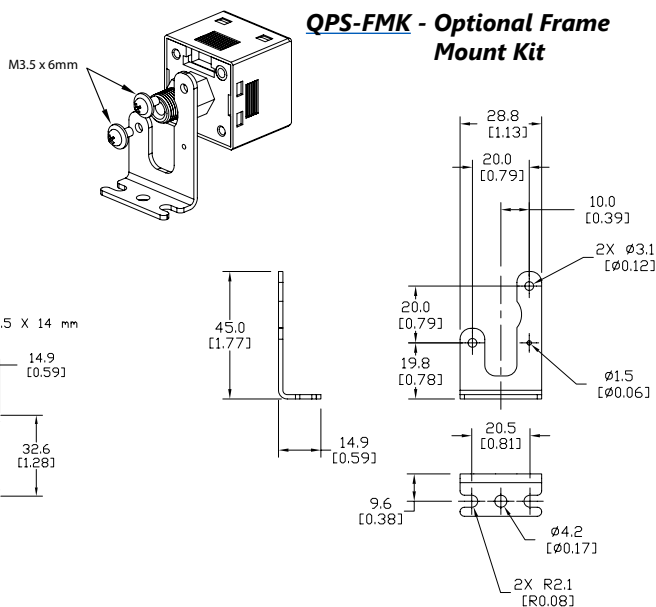 QPS-FMK - Optional Frame
Mount Kit
M3.5 x 6mm
28.8
[1.13]
20.0
[0.79]
10.0
[0.39]
2X Ø3.1
[Ø0.12]
20.0
[0.79]
19.8
[0.78]
Ø1.5
[Ø0.06]
45.0
[1.77]
14.9
[0.59]
.5 X 14 mm
14.9
[0.59]
32.6
[1.28]
20.5
[0.81]
9.6
[0.38]
Ø4.2
[Ø0.17]
2X R2.1
[R0.08]